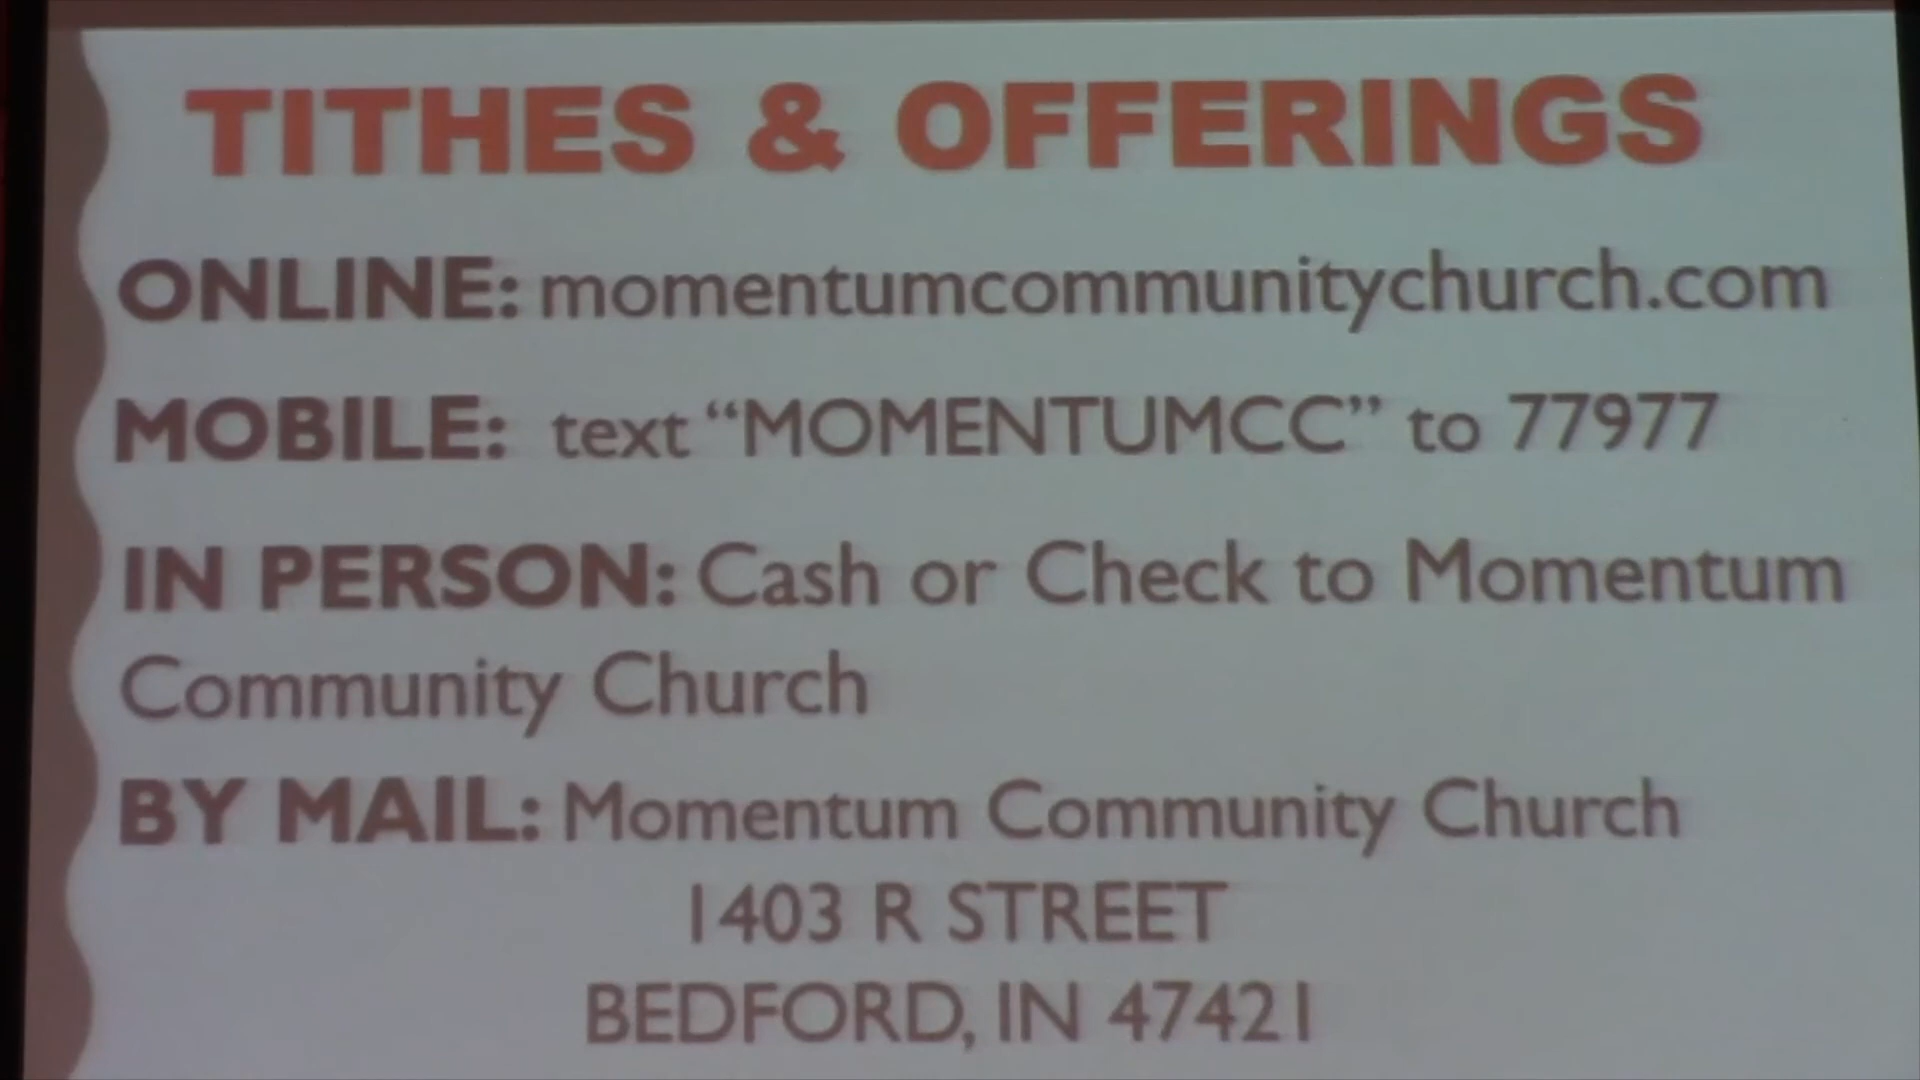 TITHES & OFFERINGS
ONLINE: momentumcommunitychurch.com
MOBILE: text “MOMENTUMCC” to 77977
IN PERSON: Cash or Check to Momentum
Community Church
BY MAIL: Momentum Community Church
1403 R STREET
BEDFORD, IN 47421